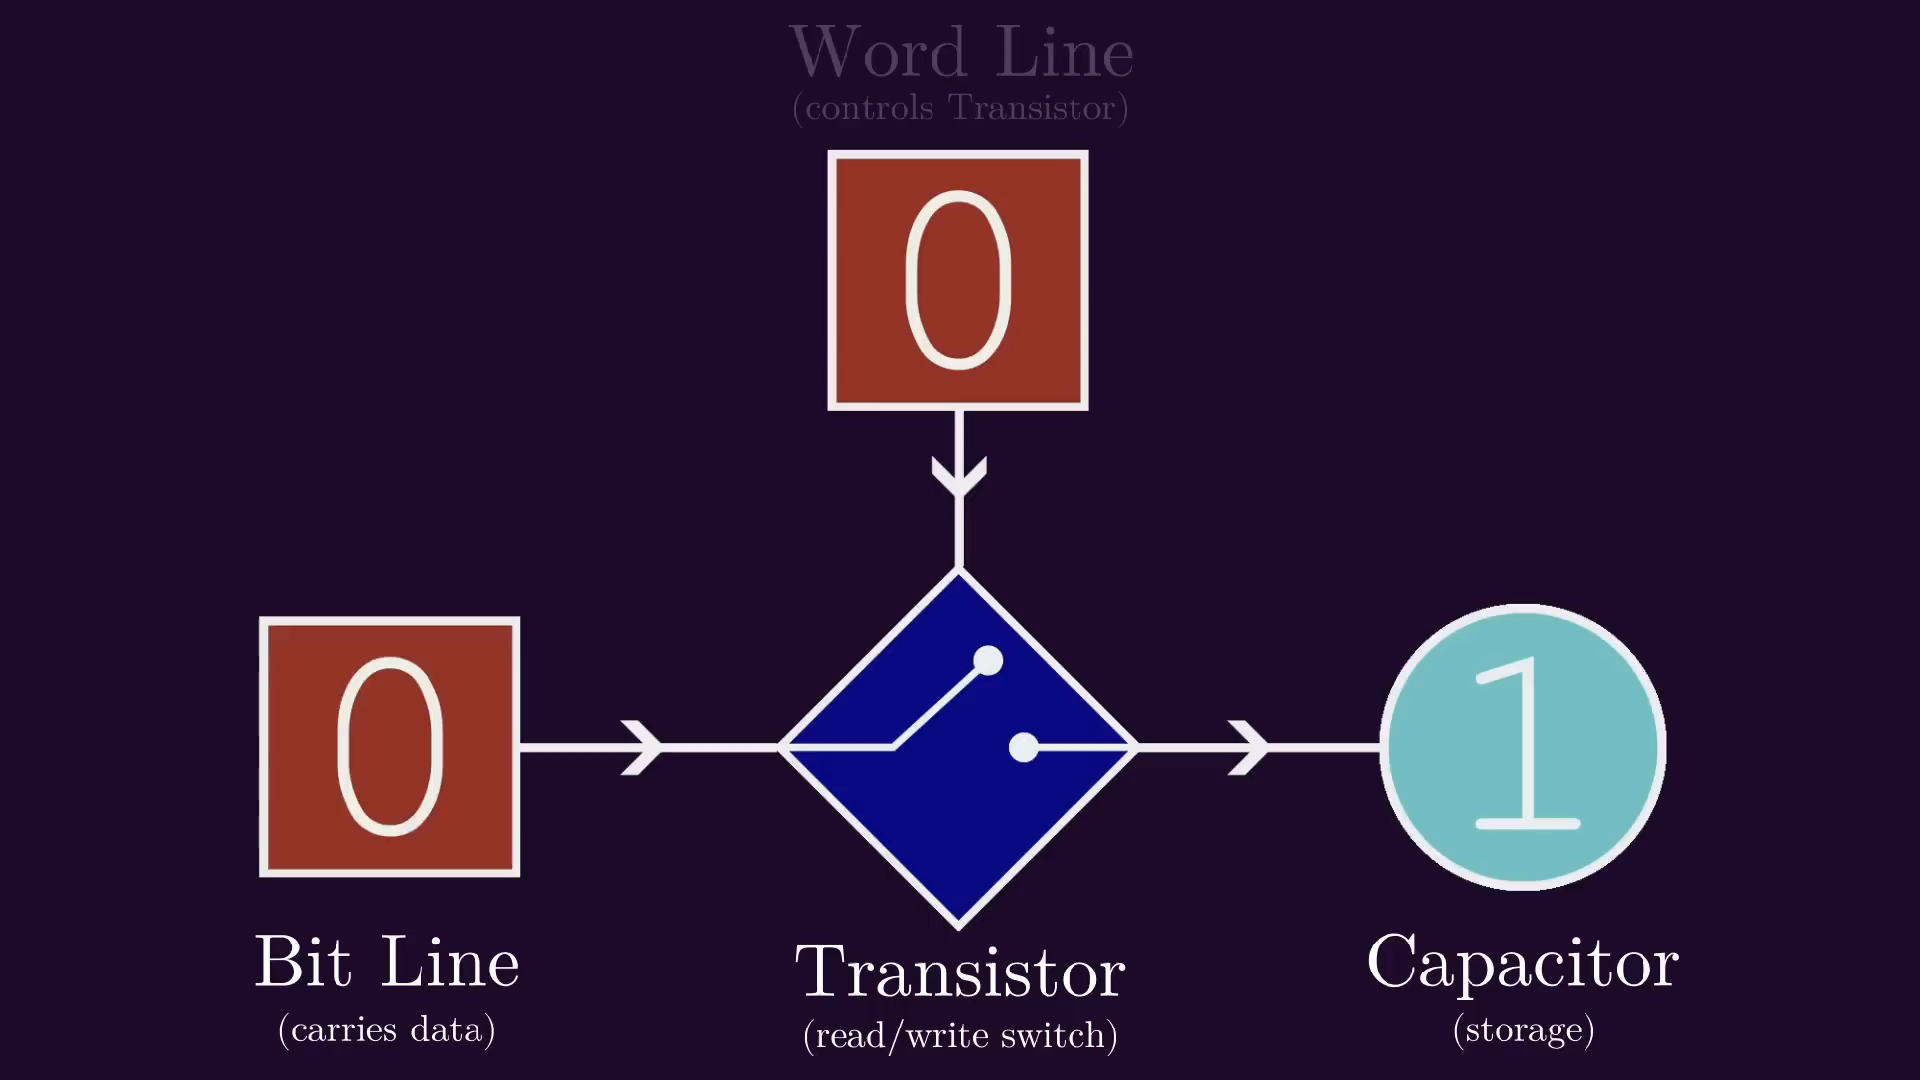 Word Line
(controls Transistor)
0
0
1
Bit Line
(carries data)
Transistor
(read/write switch)
Capacitor
(storage)